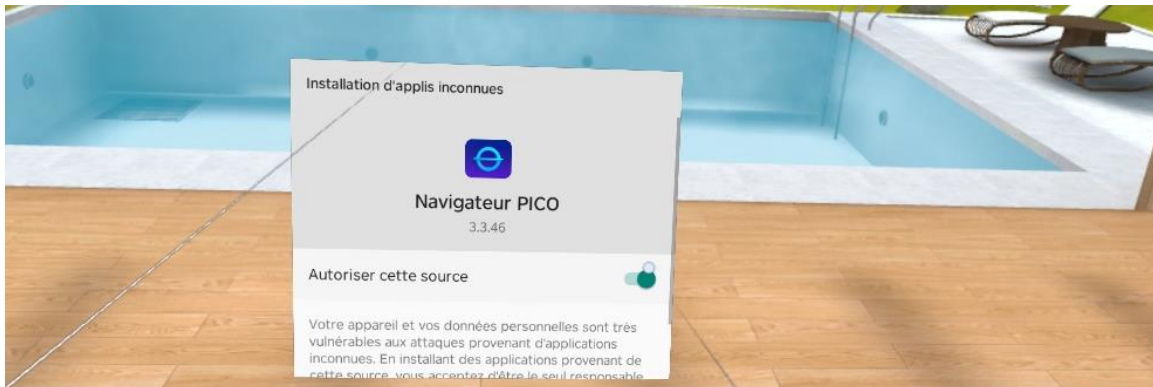 Installation d'applis inconnues
Navigateur PICO
3.3.46
Autoriser cette source
Votre appareil et vos données personnelles sont très
vulnérables aux attaques provenant d'applications
inconnues. En installant des applications provenant de
cette source, vous acceptez d'être le seul responsable